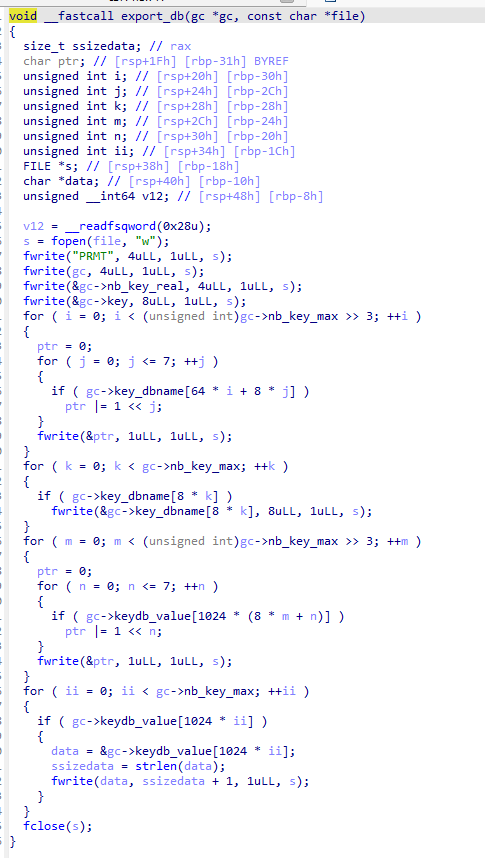 void __fastcall export_db(gc *gc, const char *file)
{
  size_t ssizedata; // rax
  char ptr; // [rsp+1Fh] [rbp-31h] BYREF
  unsigned int i; // [rsp+20h] [rbp-30h]
  unsigned int j; // [rsp+24h] [rbp-2Ch]
  unsigned int k; // [rsp+28h] [rbp-28h]
  unsigned int m; // [rsp+2Ch] [rbp-24h]
  unsigned int n; // [rsp+30h] [rbp-20h]
  unsigned int ii; // [rsp+34h] [rbp-1Ch]
  FILE *s; // [rsp+38h] [rbp-18h]
  char *data; // [rsp+40h] [rbp-10h]
  unsigned __int64 v12; // [rsp+48h] [rbp-8h]

  v12 = __readfsqword(0x28u);
  s = fopen(file, "w");
  fwrite("PRMT", 4uLL, 1uLL, s);
  fwrite(gc, 4uLL, 1uLL, s);
  fwrite(&gc->nb_key_real, 4uLL, 1uLL, s);
  fwrite(&gc->key, 8uLL, 1uLL, s);
  for ( i = 0; i < (unsigned int)gc->nb_key_max >> 3; ++i )
  {
    ptr = 0;
    for ( j = 0; j <= 7; ++j )
    {
      if ( gc->key_dbname[64 * i + 8 * j] )
        ptr |= 1 << j;
    }
    fwrite(&ptr, 1uLL, 1uLL, s);
  }
  for ( k = 0; k < gc->nb_key_max; ++k )
  {
    if ( gc->key_dbname[8 * k] )
      fwrite(&gc->key_dbname[8 * k], 8uLL, 1uLL, s);
  }
  for ( m = 0; m < (unsigned int)gc->nb_key_max >> 3; ++m )
  {
    ptr = 0;
    for ( n = 0; n <= 7; ++n )
    {
      if ( gc->keydb_value[1024 * (8 * m + n)] )
        ptr |= 1 << n;
    }
    fwrite(&ptr, 1uLL, 1uLL, s);
  }
  for ( ii = 0; ii < gc->nb_key_max; ++ii )
  {
    if ( gc->keydb_value[1024 * ii] )
    {
      data = &gc->keydb_value[1024 * ii];
      ssizedata = strlen(data);
      fwrite(data, ssizedata + 1, 1uLL, s);
    }
  }
  fclose(s);
}